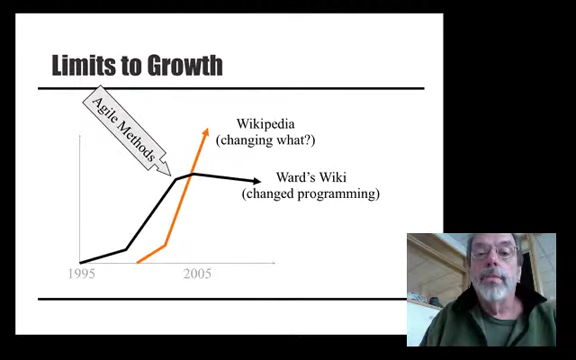 Limits to Growth
Agile Methods
Wikipedia
(changing what?)
Ward's Wiki
(changed programming)
1995
2005